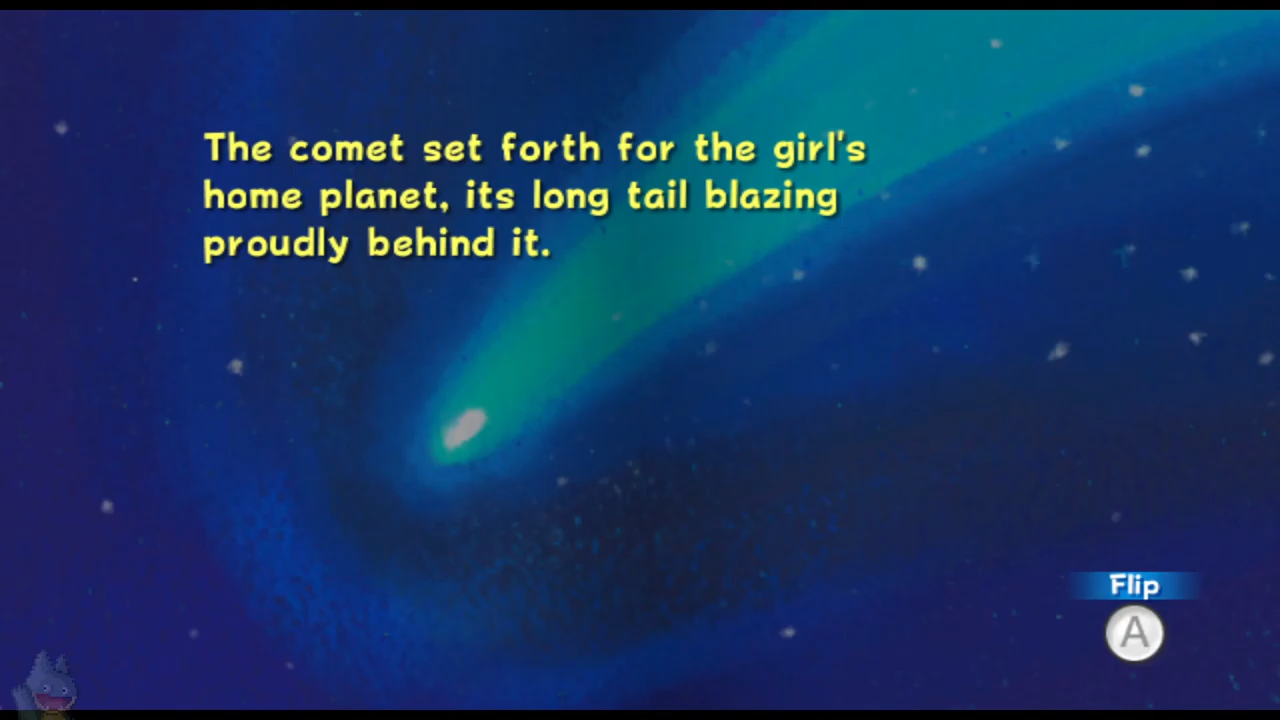 The comet set forth for the girl's
home planet, its long tail blazing
proudly behind it.
Flip
A